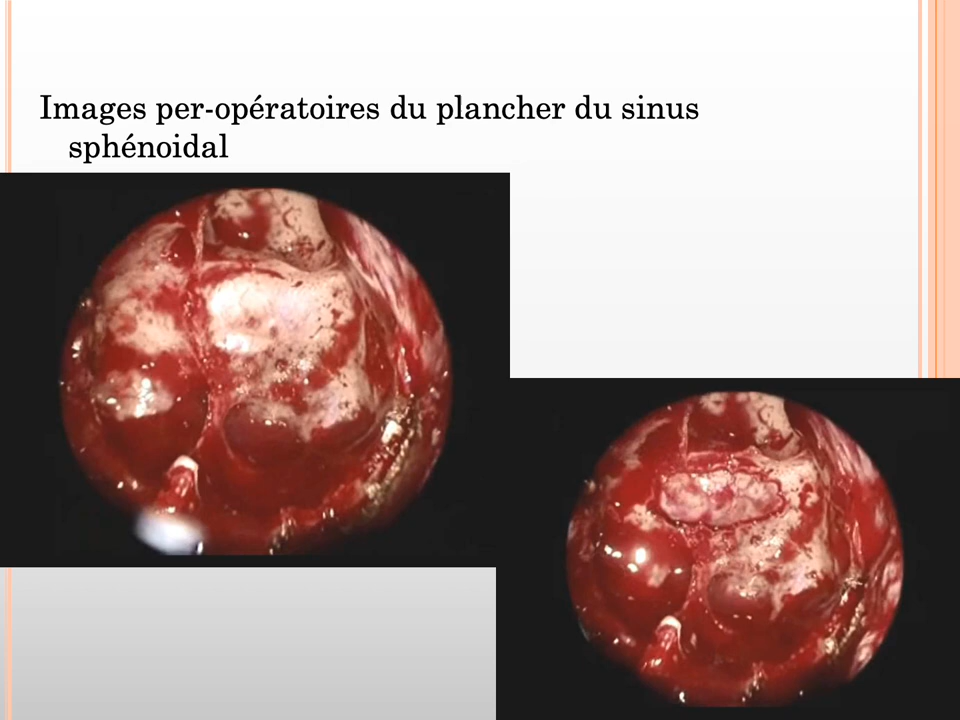 Images per-opératoires du plancher du sinus
sphénoidal